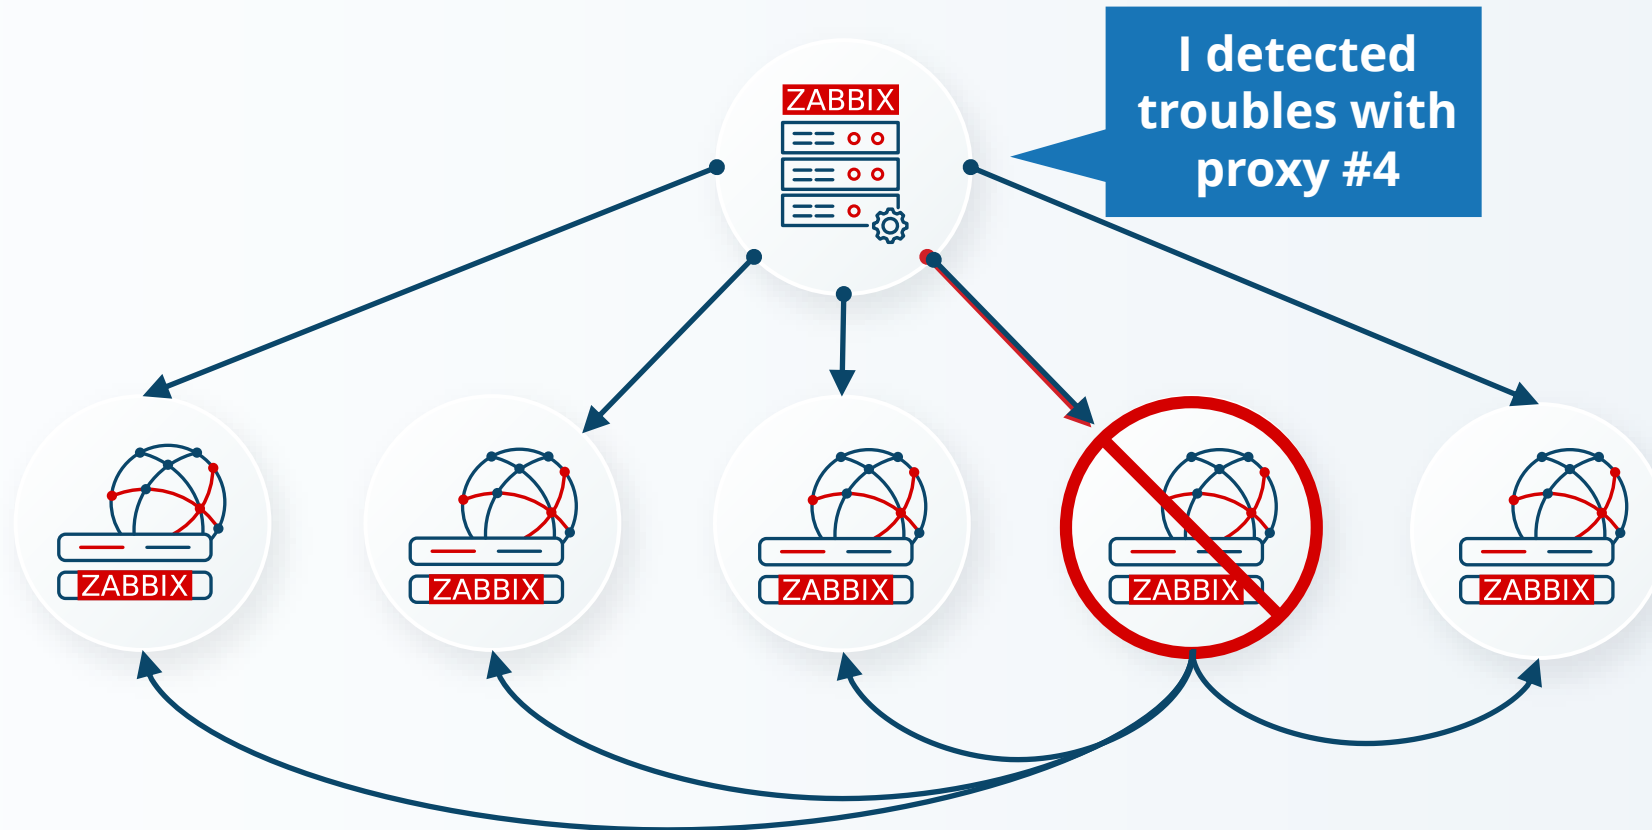 I detected
troubles with
proxy #4
ZABBIX
ZABBIX
ZABBIX
ZABBIX
ZABBIX
ZABBIX